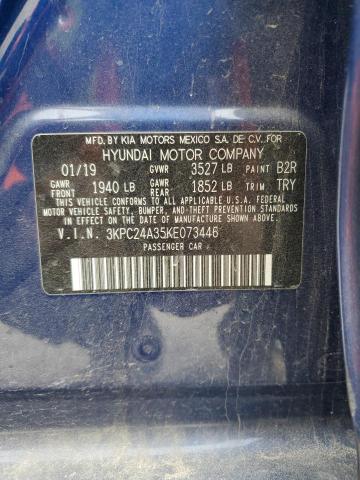 MFD.BY KIA MOTORS MEXICO S.A. DE C.V. FOR
HYUNDAI MOTOR COMPANY
01/19 GVWR 3527 LB PAINT B2R
GAWR FRONT 1940 LB GAWR REAR 1852 LB TRIM TRY
THIS VEHICLE CONFORMS TO ALL APPLICABLE U.S.A. FEDERAL
MOTOR VEHICLE SAFETY, BUMPER, AND THEFT PREVENTION STANDARDS
IN EFFECT ON THE DATE OF MANUFACTURE SHOWN ABOVE.
V.I.N. 3KPC24A35KE073446
PASSENGER CAR